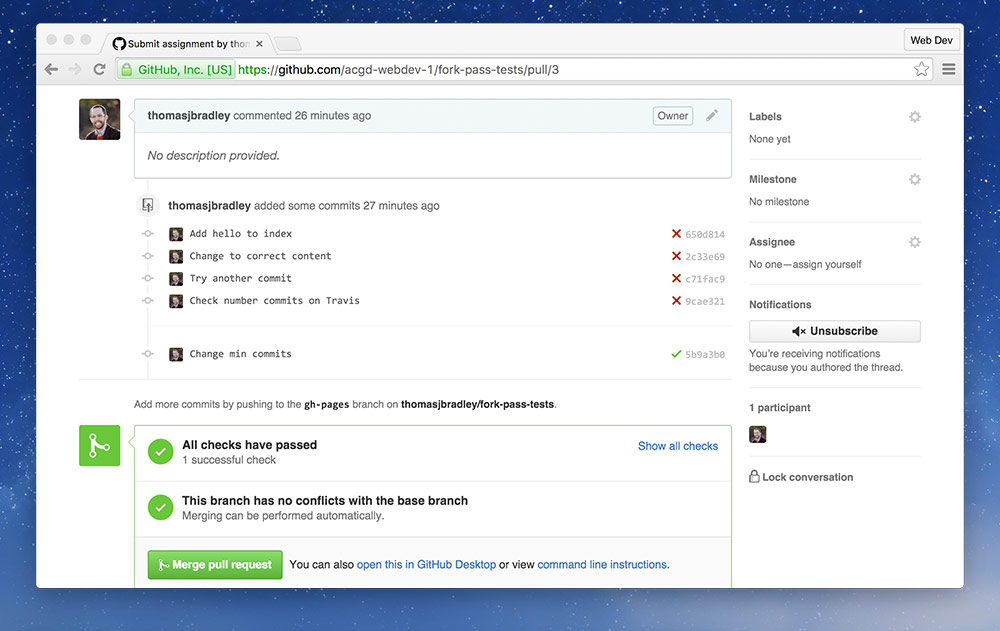 Submit assignment by thom
Web Dev
GitHub, Inc. [US] https://github.com/acgd-webdev-1/fork-pass-tests/pull/3
thomasjbradley commented 26 minutes ago
Owner
No description provided.
thomasjbradley added some commits 27 minutes ago
Add hello to index 650d814
Change to correct content 2c33e69
Try another commit c71fac9
Check number commits on Travis 9cae321
Change min commits 5b9a3b0
Add more commits by pushing to the gh-pages branch on thomasjbradley/fork-pass-tests.
All checks have passed
1 successful check
Show all checks
This branch has no conflicts with the base branch
Merging can be performed automatically.
Merge pull request
You can also open this in GitHub Desktop or view command line instructions.
Labels
None yet
Milestone
No milestone
Assignee
No one—assign yourself
Notifications
Unsubscribe
You’re receiving notifications
because you authored the thread.
1 participant
Lock conversation